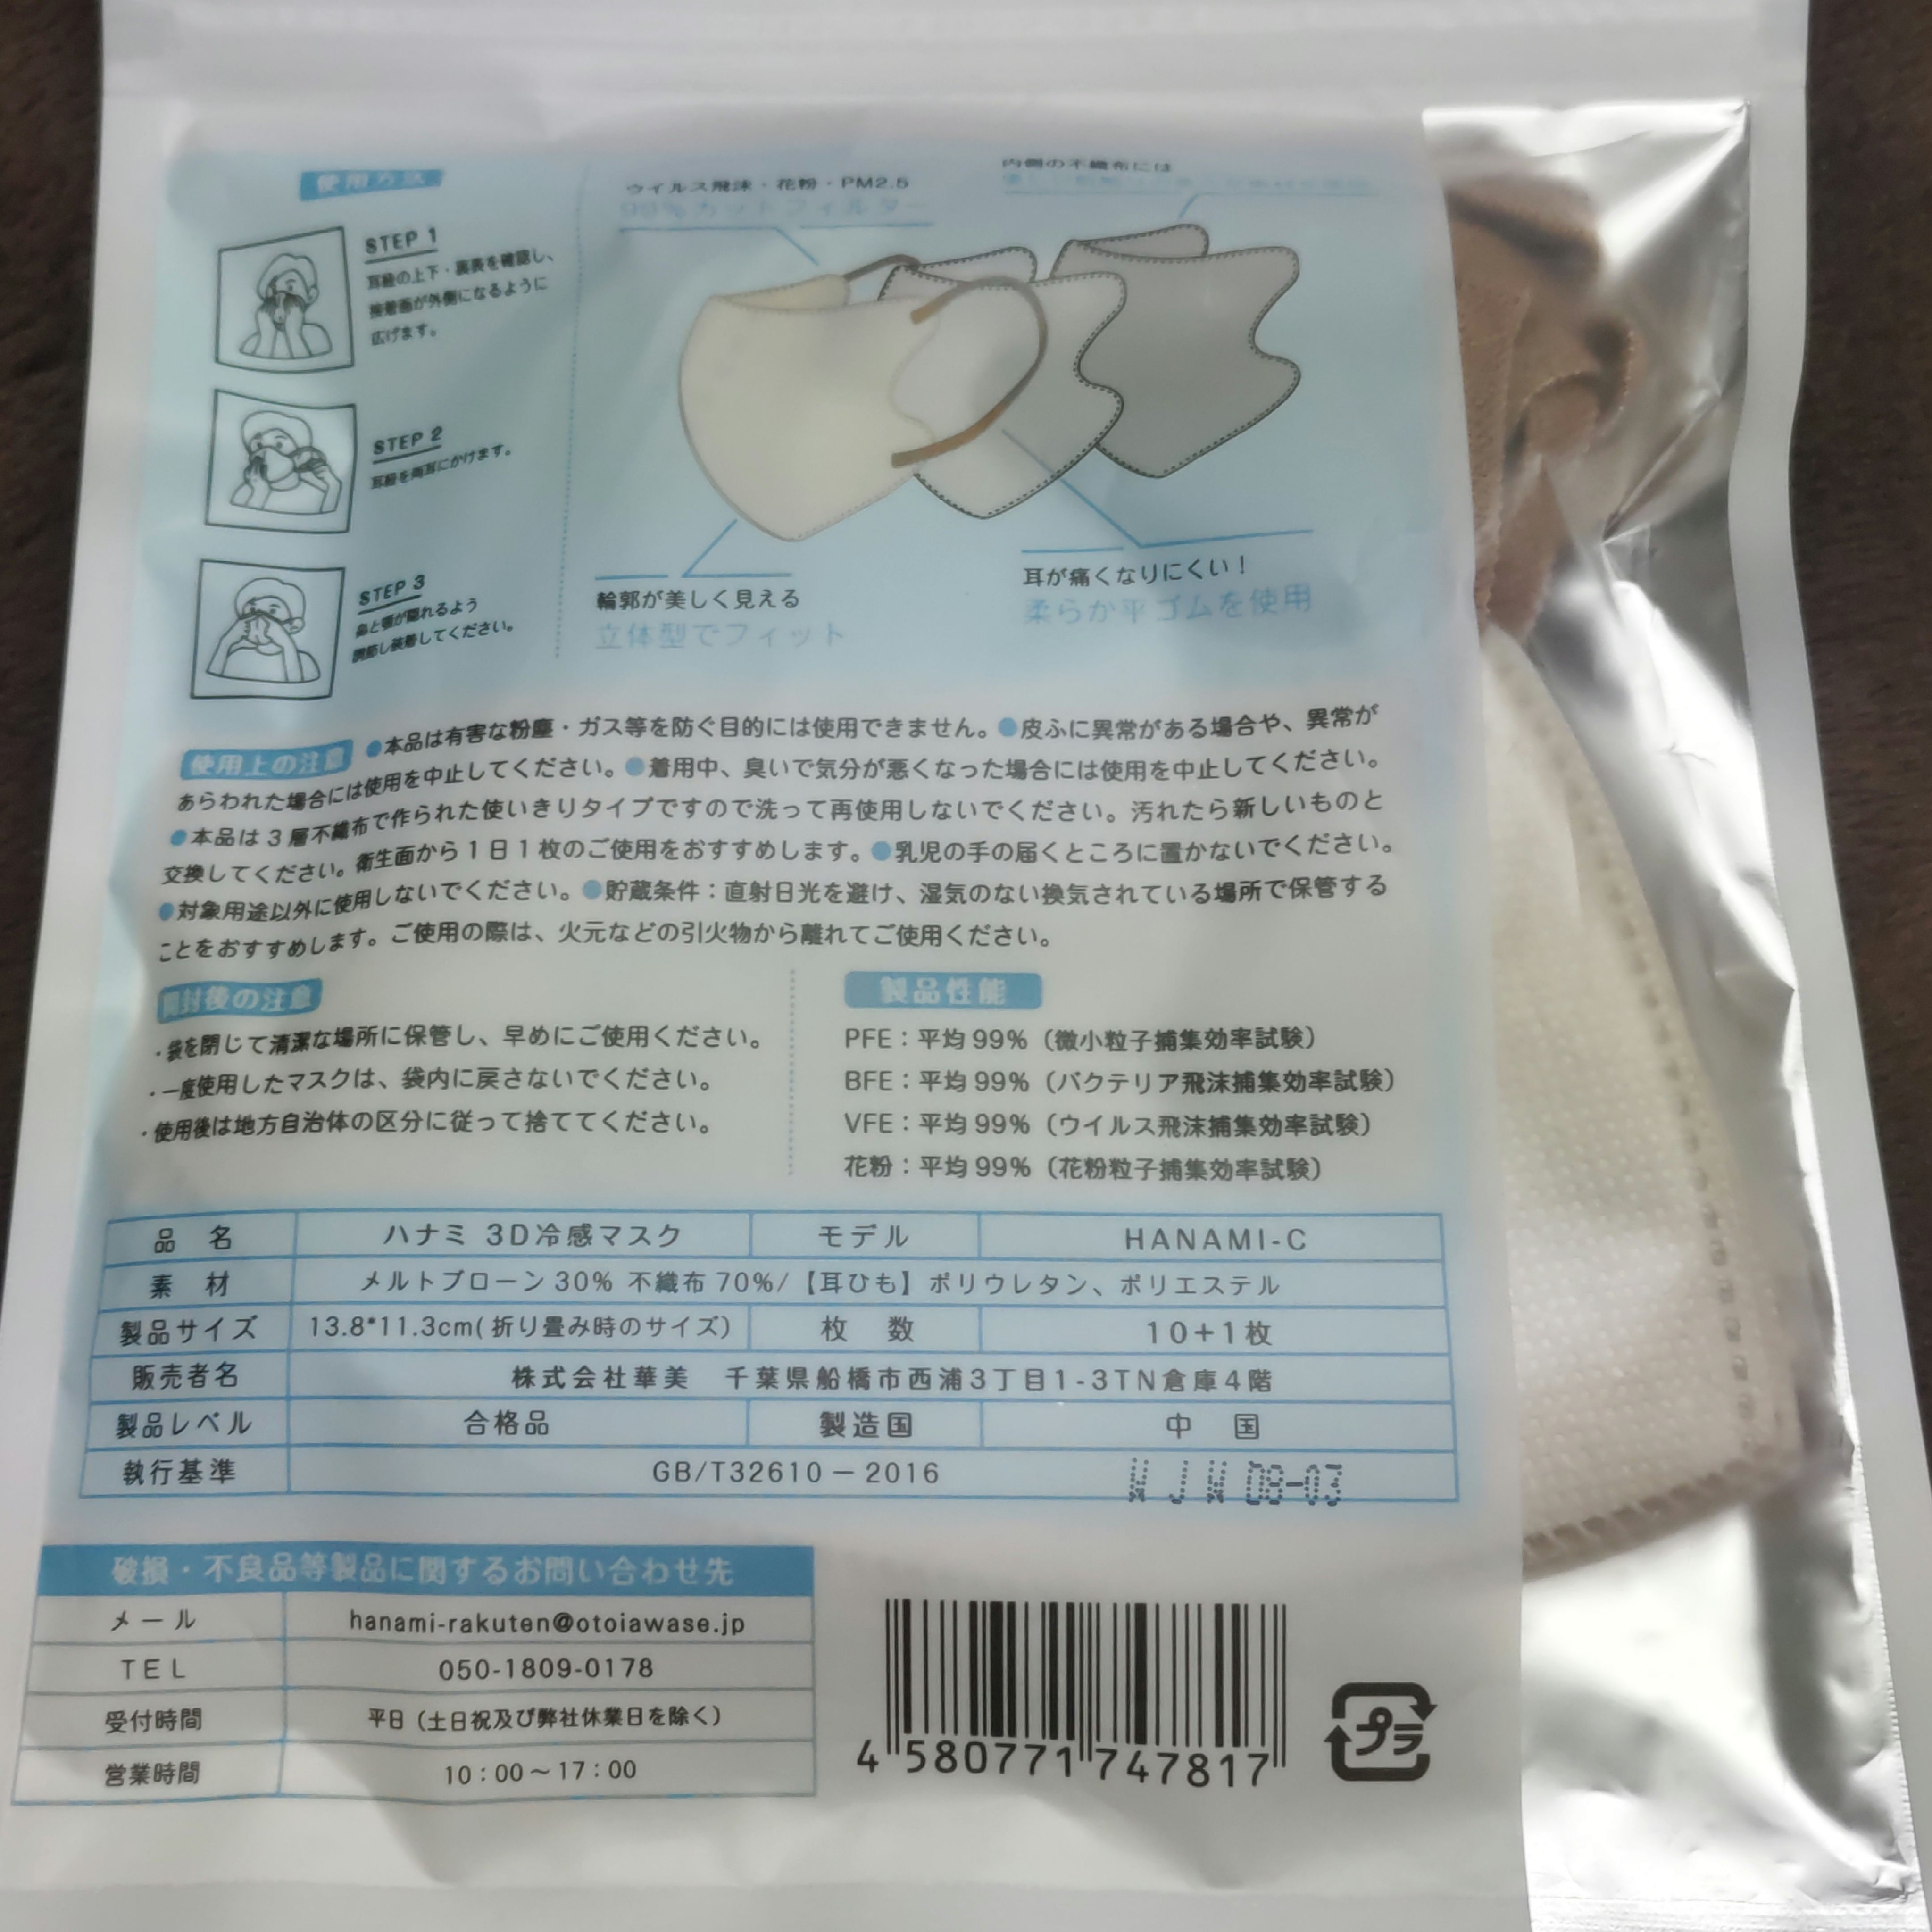 使用方法
STEP 1
耳紐の上下・裏表を確認し、
接着面が外側になるように
広げます。
STEP 2
耳紐を両耳にかけます。
STEP 3
鼻と顎が隠れるよう
調節し装着してください。
ウイルス飛沫・花粉・PM2.5
99%カットフィルター
内側の不織布には
輪郭が美しく見える
立体型でフィット
耳が痛くなりにくい！
柔らか平ゴムを使用
使用上の注意 ●本品は有害な粉塵・ガス等を防ぐ目的には使用できません。●皮ふに異常がある場合や、異常が
あらわれた場合には使用を中止してください。●着用中、臭いで気分が悪くなった場合には使用を中止してください。
●本品は3層不織布で作られた使いきりタイプですので洗って再使用しないでください。汚れたら新しいものと
交換してください。衛生面から1日1枚のご使用をおすすめします。●乳児の手の届くところに置かないでください。
●対象用途以外に使用しないでください。●貯蔵条件：直射日光を避け、湿気のない換気されている場所で保管する
ことをおすすめします。ご使用の際は、火元などの引火物から離れてご使用ください。
開封後の注意
・袋を閉じて清潔な場所に保管し、早めにご使用ください。
・一度使用したマスクは、袋内に戻さないでください。
・使用後は地方自治体の区分に従って捨ててください。
製品性能
PFE：平均99%（微小粒子捕集効率試験）
BFE：平均99%（バクテリア飛沫捕集効率試験）
VFE：平均99%（ウイルス飛沫捕集効率試験）
花粉：平均99%（花粉粒子捕集効率試験）
品 名 ハナミ 3D冷感マスク モデル HANAMI-C
素 材 メルトブローン30% 不織布70%/【耳ひも】ポリウレタン、ポリエステル
製品サイズ 13.8*11.3cm(折り畳み時のサイズ) 枚 数 10+1枚
販売者名 株式会社華美 千葉県船橋市西浦3丁目1-3TN倉庫4階
製品レベル 合格品 製造国 中 国
執行基準 GB/T32610－2016 WJW08-03
破損・不良品等製品に関するお問い合わせ先
メール hanami-rakuten@otoiawase.jp
TEL 050-1809-0178
受付時間 平日（土日祝及び弊社休業日を除く）
営業時間 10：00～17：00
4 580771 747817
プラ